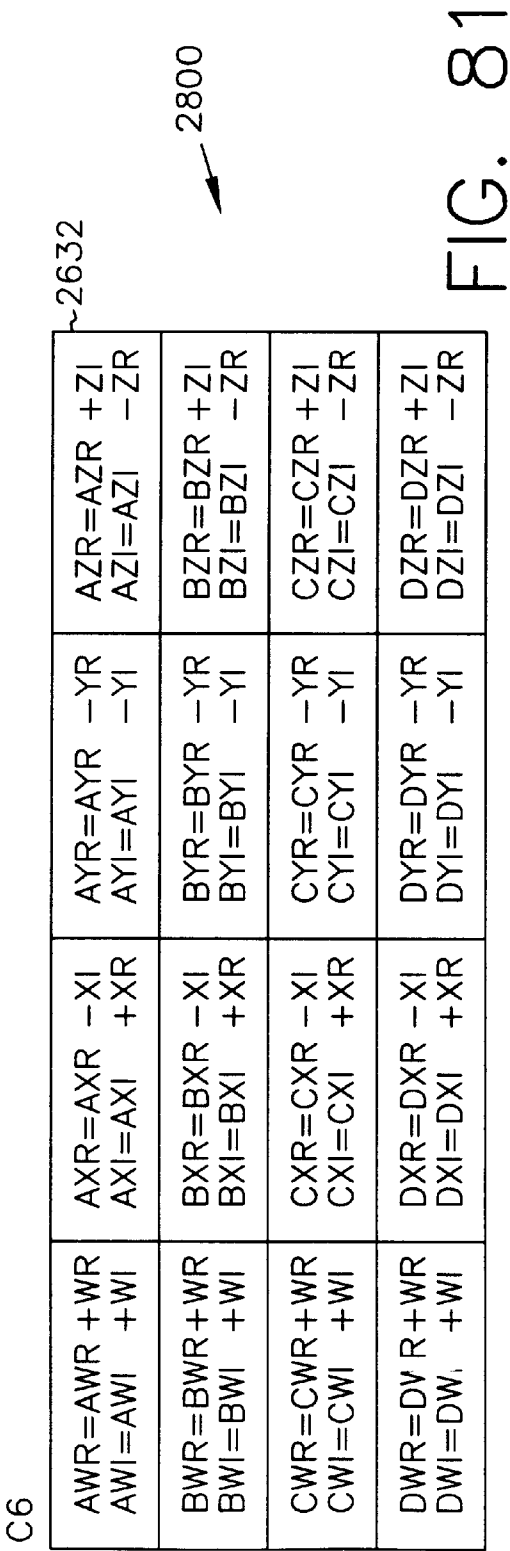 C6
2632
AWR=AWR +WR AXR=AXR -XI AYR=AYR -YR AZR=AZR +ZI
AWI=AWI +WI AXI=AXI +XR AYI=AYI -YI AZI=AZI -ZR
BWR=BWR+WR BXR=BXR -XI BYR=BYR -YR BZR=BZR +ZI
BWI=BWI +WI BXI=BXI +XR BYI=BYI -YI BZI=BZI -ZR
CWR=CWR+WR CXR=CXR -XI CYR=CYR -YR CZR=CZR +ZI
CWI=CWI +WI CXI=CXI +XR CYI=CYI -YI CZI=CZI -ZR
DWR= R+WR DXR=DXR -XI DYR=DYR -YR DZR=DZR +ZI
DWI=DW +WI DXI=DXI +XR DYI=DYI -YI DZI=DZI -ZR
2800
FIG. 81